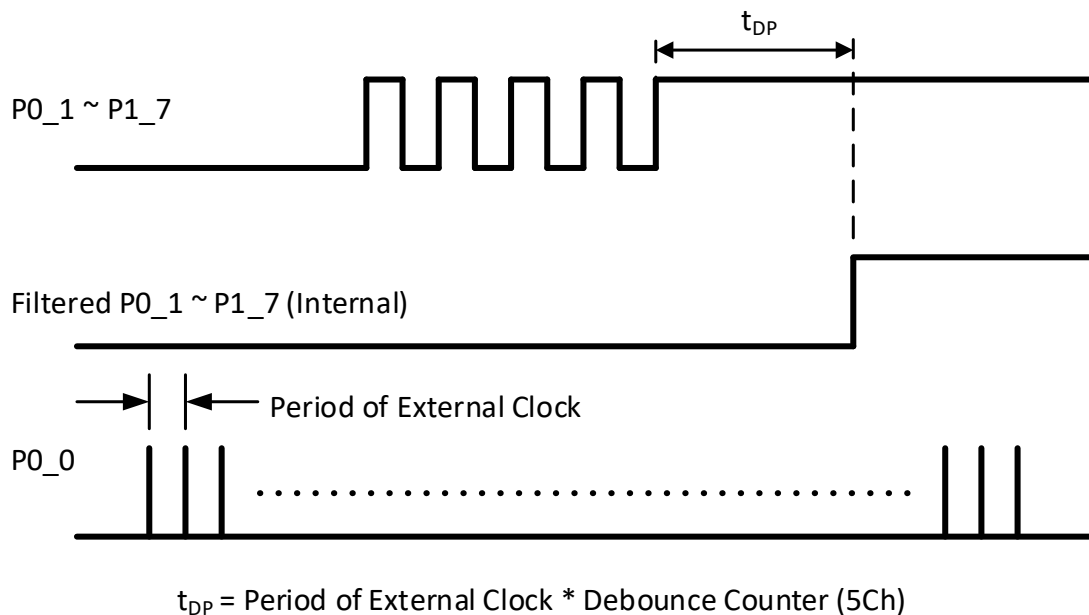 tDP
P0_1 ~ P1_7
Filtered P0_1 ~ P1_7 (Internal)
Period of External Clock
P0_0
tDP = Period of External Clock * Debounce Counter (5Ch)